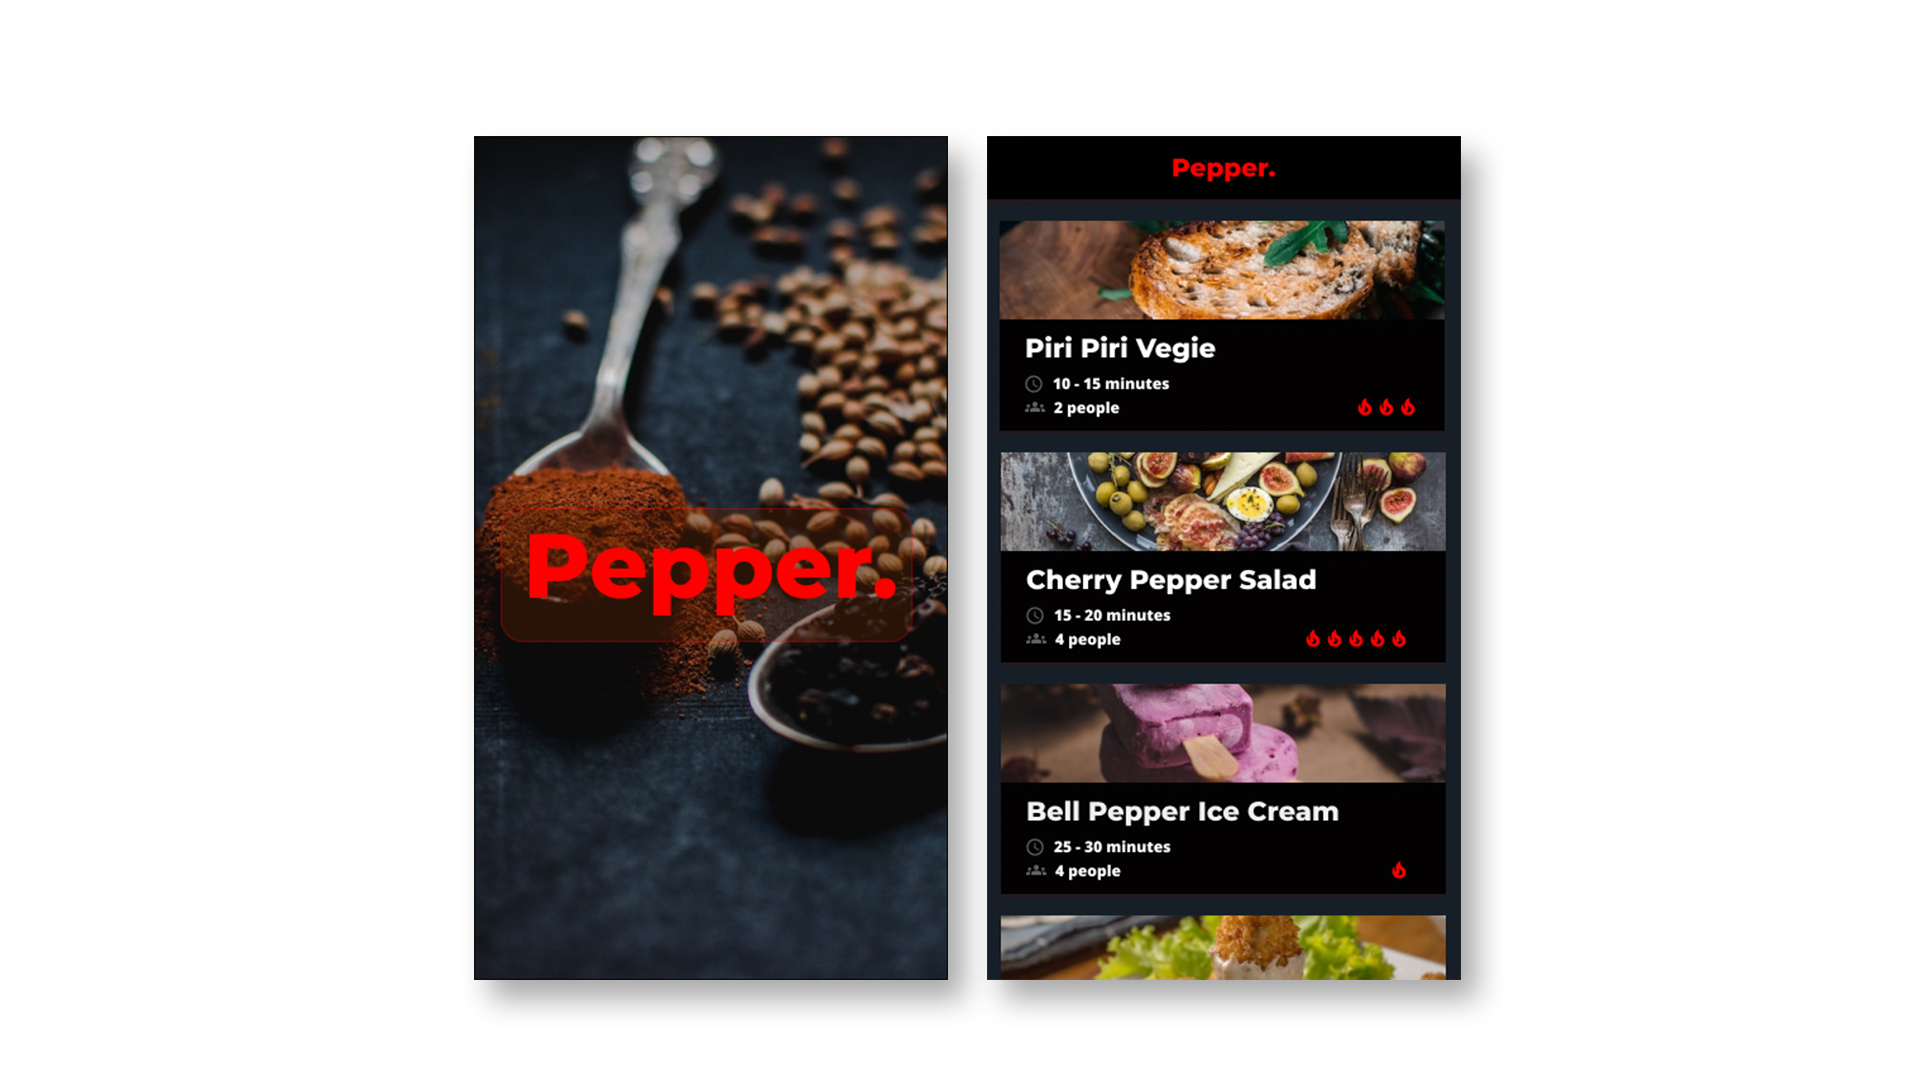 Pepper.
Pepper.
Piri Piri Vegie
10 - 15 minutes
2 people
Cherry Pepper Salad
15 - 20 minutes
4 people
Bell Pepper Ice Cream
25 - 30 minutes
4 people